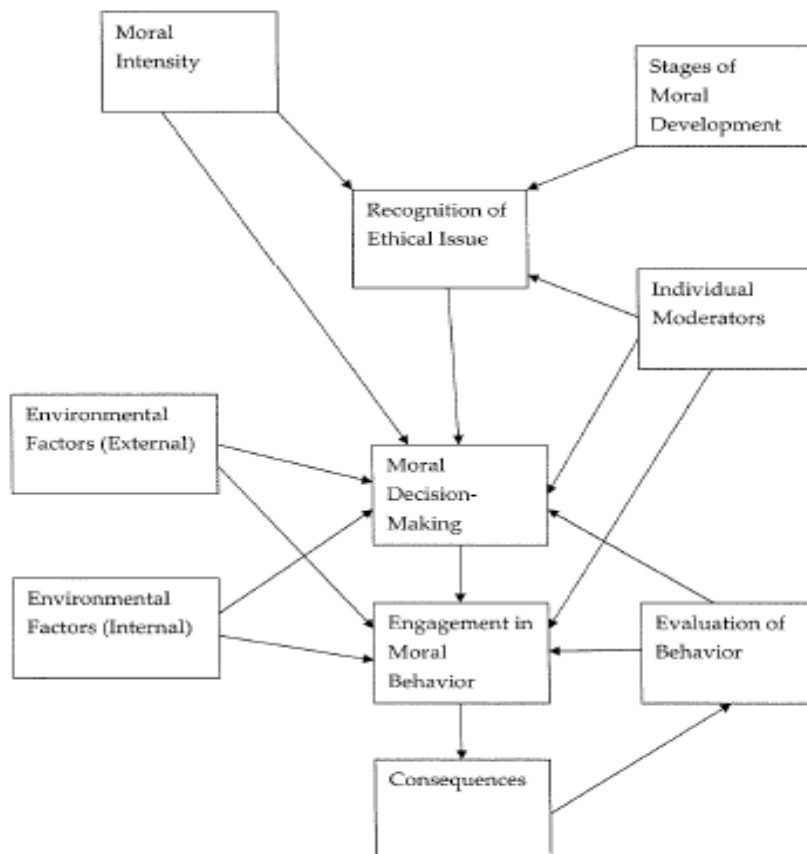 Moral
Intensity
Stages of
Moral
Development
Recognition of
Ethical Issue
Individual
Moderators
Environmental
Factors (External)
Moral
Decision-
Making
Environmental
Factors (Internal)
Engagement in
Moral
Behavior
Evaluation of
Behavior
Consequences